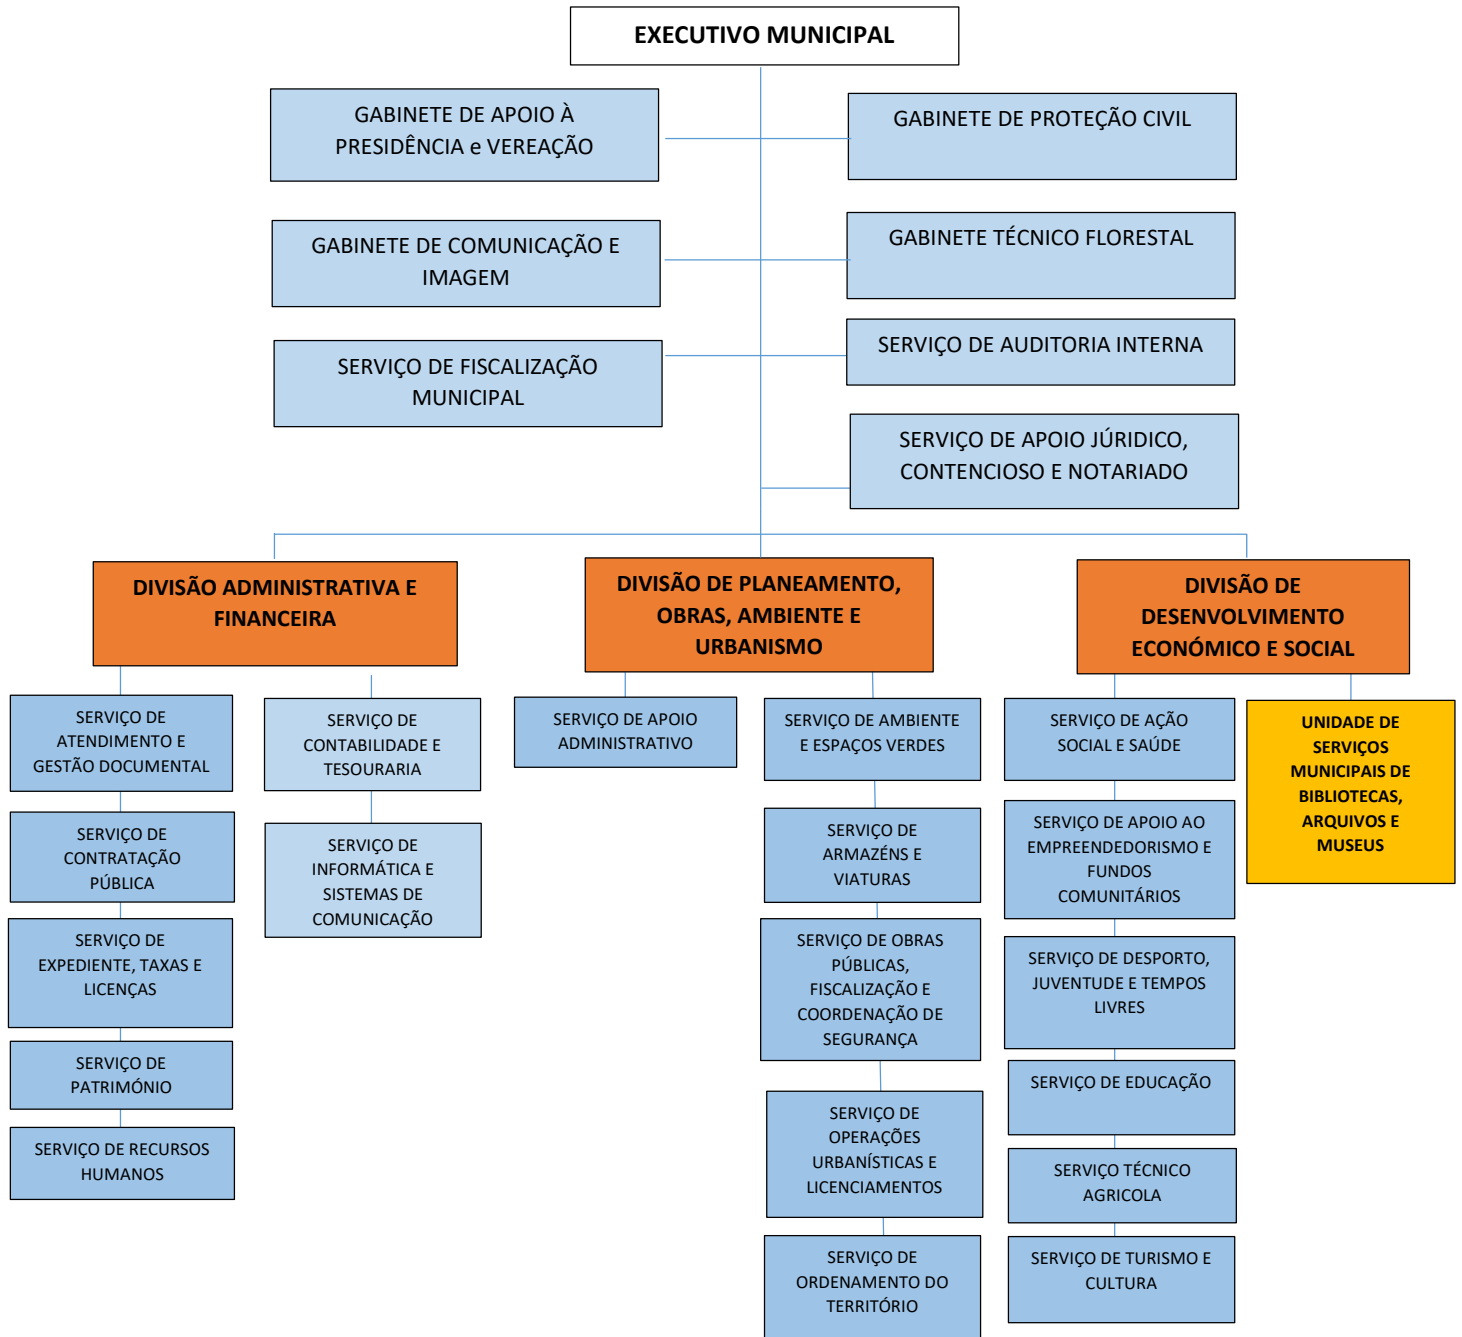 EXECUTIVO MUNICIPAL
GABINETE DE APOIO À
PRESIDÊNCIA e VEREAÇÃO
GABINETE DE PROTEÇÃO CIVIL
GABINETE DE COMUNICAÇÃO E
IMAGEM
GABINETE TÉCNICO FLORESTAL
SERVIÇO DE FISCALIZAÇÃO
MUNICIPAL
SERVIÇO DE AUDITORIA INTERNA
SERVIÇO DE APOIO JÚRIDICO,
CONTENCIOSO E NOTARIADO
DIVISÃO ADMINISTRATIVA E
FINANCEIRA
SERVIÇO DE
ATENDIMENTO E
GESTÃO DOCUMENTAL
SERVIÇO DE
CONTRATAÇÃO
PÚBLICA
SERVIÇO DE
EXPEDIENTE, TAXAS E
LICENÇAS
SERVIÇO DE
PATRIMÓNIO
SERVIÇO DE RECURSOS
HUMANOS
SERVIÇO DE
CONTABILIDADE E
TESOURARIA
SERVIÇO DE
INFORMÁTICA E
SISTEMAS DE
COMUNICAÇÃO
DIVISÃO DE PLANEAMENTO,
OBRAS, AMBIENTE E
URBANISMO
SERVIÇO DE APOIO
ADMINISTRATIVO
SERVIÇO DE AMBIENTE
E ESPAÇOS VERDES
SERVIÇO DE
ARMAZÉNS E
VIATURAS
SERVIÇO DE OBRAS
PÚBLICAS,
FISCALIZAÇÃO E
COORDENAÇÃO DE
SEGURANÇA
SERVIÇO DE
OPERAÇÕES
URBANÍSTICAS E
LICENCIAMENTOS
SERVIÇO DE
ORDENAMENTO DO
TERRITÓRIO
DIVISÃO DE
DESENVOLVIMENTO
ECONÓMICO E SOCIAL
SERVIÇO DE AÇÃO
SOCIAL E SAÚDE
SERVIÇO DE APOIO AO
EMPREENDEDORISMO E
FUNDOS
COMUNITÁRIOS
SERVIÇO DE DESPORTO,
JUVENTUDE E TEMPOS
LIVRES
SERVIÇO DE EDUCAÇÃO
SERVIÇO TÉCNICO
AGRICOLA
SERVIÇO DE TURISMO E
CULTURA
UNIDADE DE
SERVIÇOS
MUNICIPAIS DE
BIBLIOTECAS,
ARQUIVOS E
MUSEUS